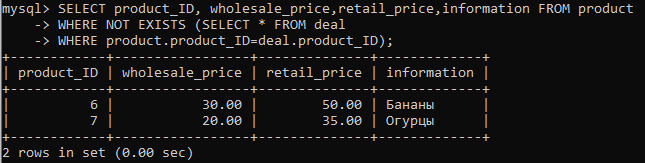 mysql> SELECT product_ID, wholesale_price,retail_price,information FROM product
    -> WHERE NOT EXISTS (SELECT * FROM deal
    -> WHERE product.product_ID=deal.product_ID);
+------------+-----------------+--------------+-------------+
| product_ID | wholesale_price | retail_price | information |
+------------+-----------------+--------------+-------------+
|          6 |           30.00 |        50.00 | Бананы      |
|          7 |           20.00 |        35.00 | Огурцы      |
+------------+-----------------+--------------+-------------+
2 rows in set (0.00 sec)